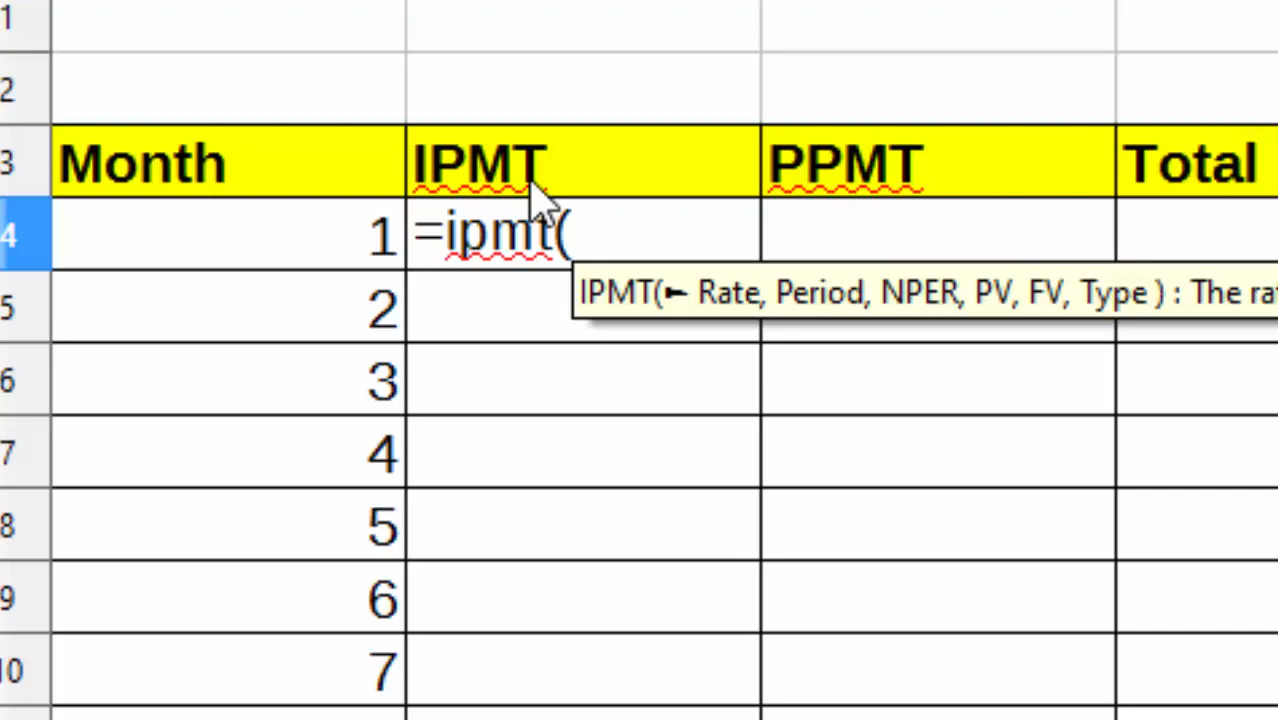 1
2
3 Month IPMT PPMT Total
4 1 =ipmt(
IPMT(► Rate, Period, NPER, PV, FV, Type ) : The
5 2
6 3
7 4
8 5
9 6
10 7